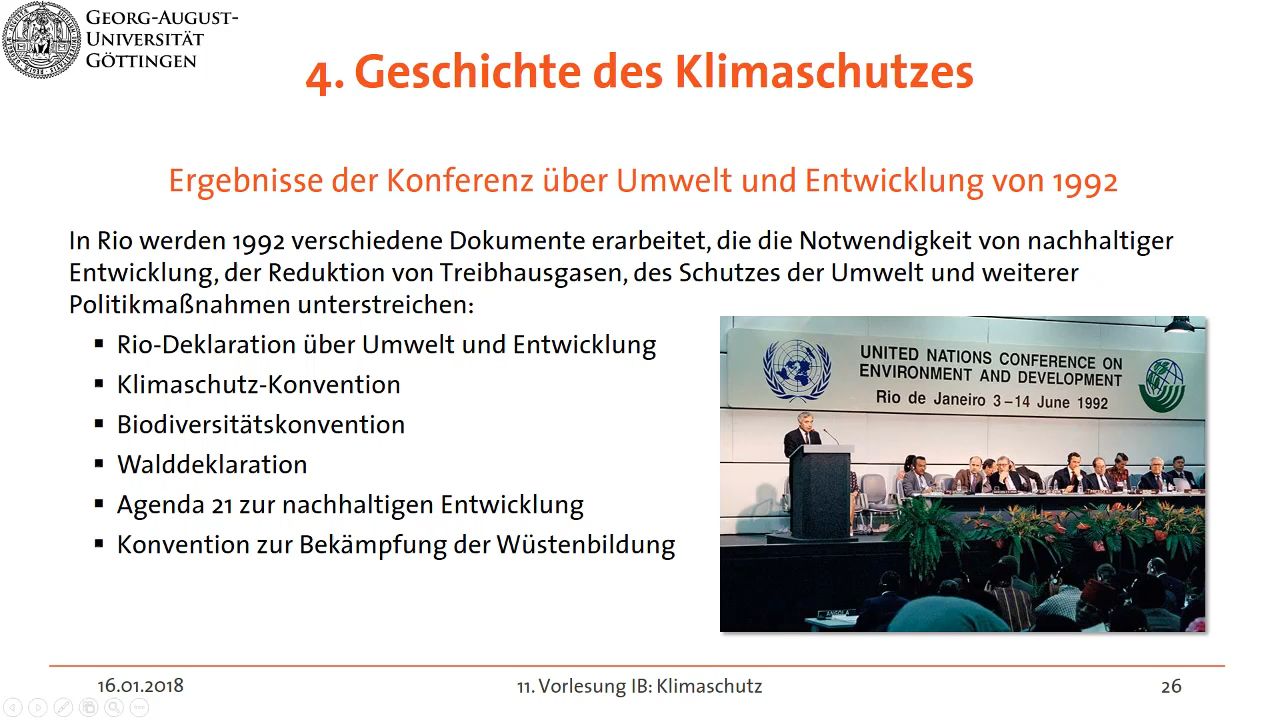 GEORG-AUGUST-
UNIVERSITÄT
GÖTTINGEN
4. Geschichte des Klimaschutzes
Ergebnisse der Konferenz über Umwelt und Entwicklung von 1992
In Rio werden 1992 verschiedene Dokumente erarbeitet, die die Notwendigkeit von nachhaltiger
Entwicklung, der Reduktion von Treibhausgasen, des Schutzes der Umwelt und weiterer
Politikmaßnahmen unterstreichen:
▪ Rio-Deklaration über Umwelt und Entwicklung
▪ Klimaschutz-Konvention
▪ Biodiversitätskonvention
▪ Walddeklaration
▪ Agenda 21 zur nachhaltigen Entwicklung
▪ Konvention zur Bekämpfung der Wüstenbildung
UNITED NATIONS CONFERENCE ON
ENVIRONMENT AND DEVELOPMENT
Rio de Janeiro 3–14 June 1992
ANGOLA
16.01.2018
11. Vorlesung IB: Klimaschutz
26